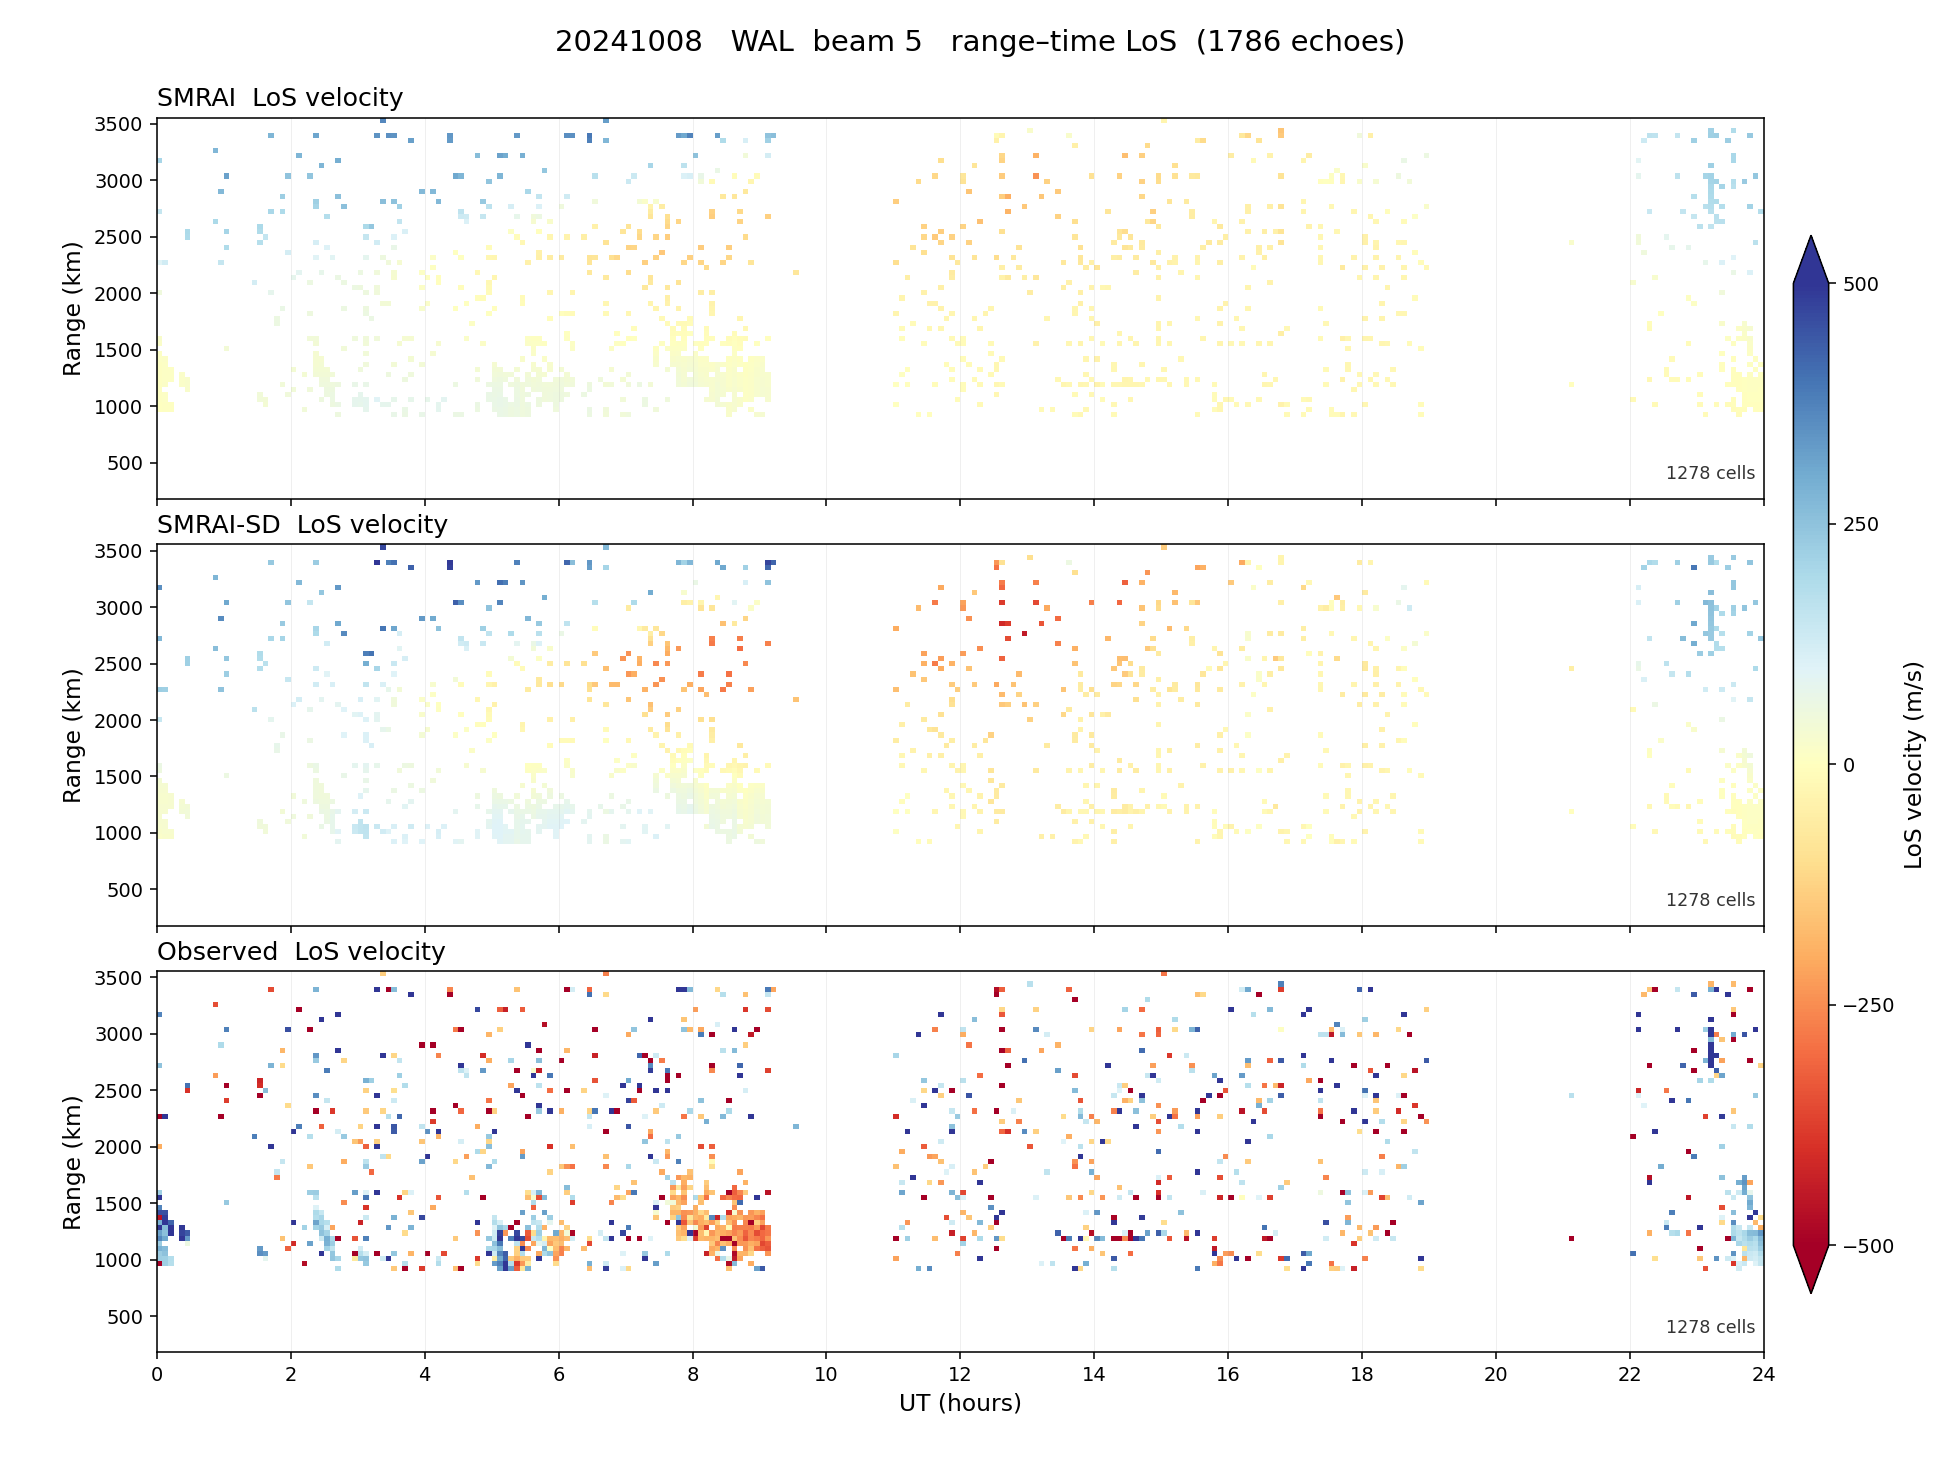 20241008 WAL beam 5 range–time LoS (1786 echoes)
SMRAI LoS velocity
3500
3000
2500
2000
1500
1000
500
Range (km)
1278 cells
SMRAI-SD LoS velocity
3500
3000
2500
2000
1500
1000
500
Range (km)
1278 cells
Observed LoS velocity
3500
3000
2500
2000
1500
1000
500
Range (km)
1278 cells
0 2 4 6 8 10 12 14 16 18 20 22 24
UT (hours)
500
250
0
−250
−500
LoS velocity (m/s)